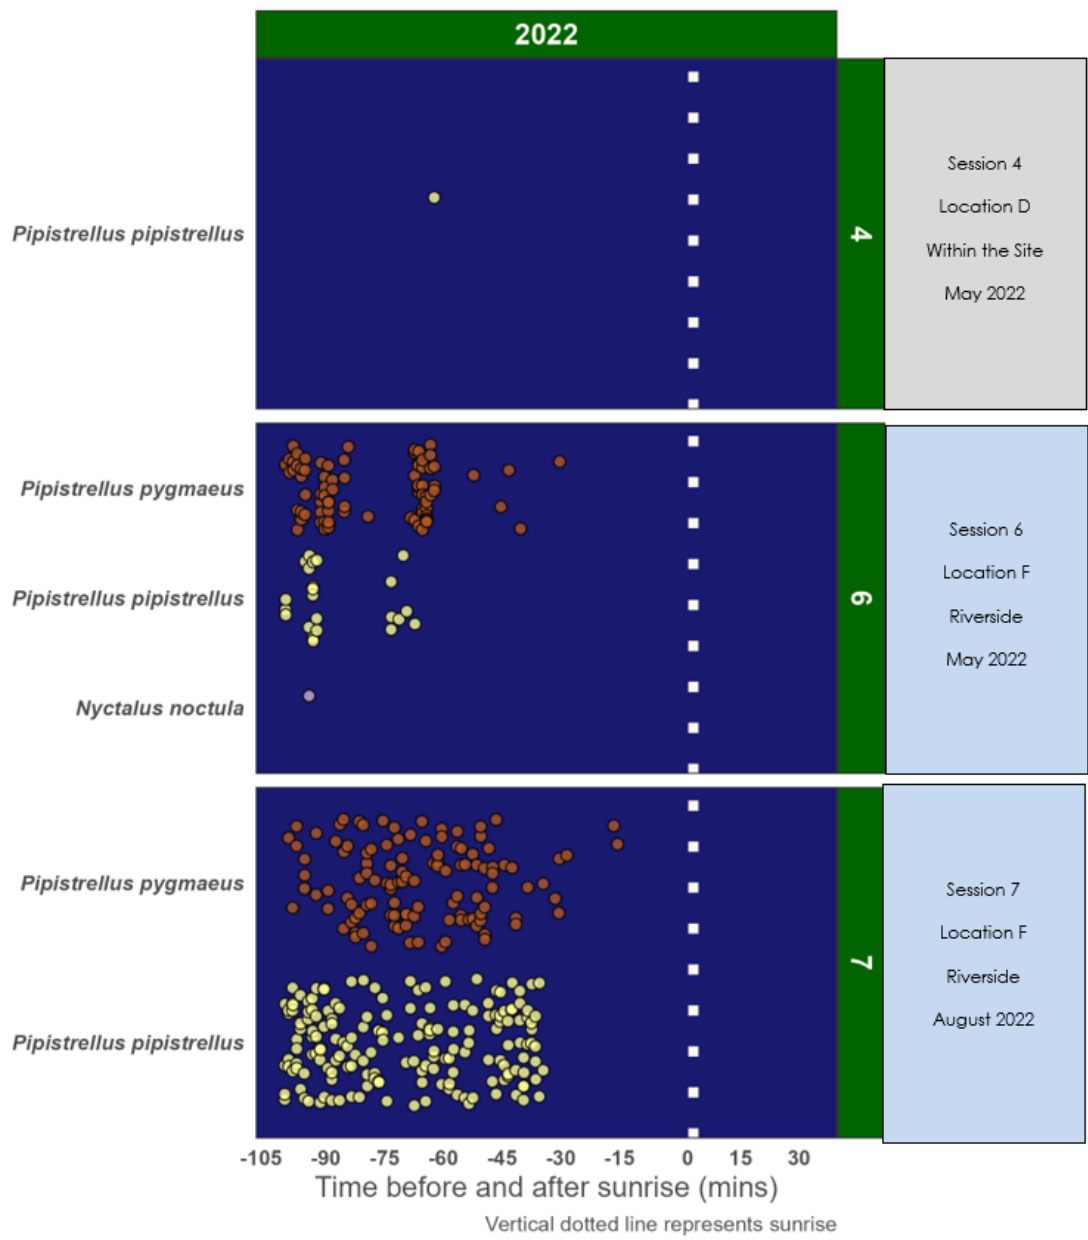 2022
Pipistrellus pipistrellus
4
Session 4
Location D
Within the Site
May 2022
Pipistrellus pygmaeus
Pipistrellus pipistrellus
Nyctalus noctula
6
Session 6
Location F
Riverside
May 2022
Pipistrellus pygmaeus
Pipistrellus pipistrellus
7
Session 7
Location F
Riverside
August 2022
-105 -90 -75 -60 -45 -30 -15 0 15 30
Time before and after sunrise (mins)
Vertical dotted line represents sunrise